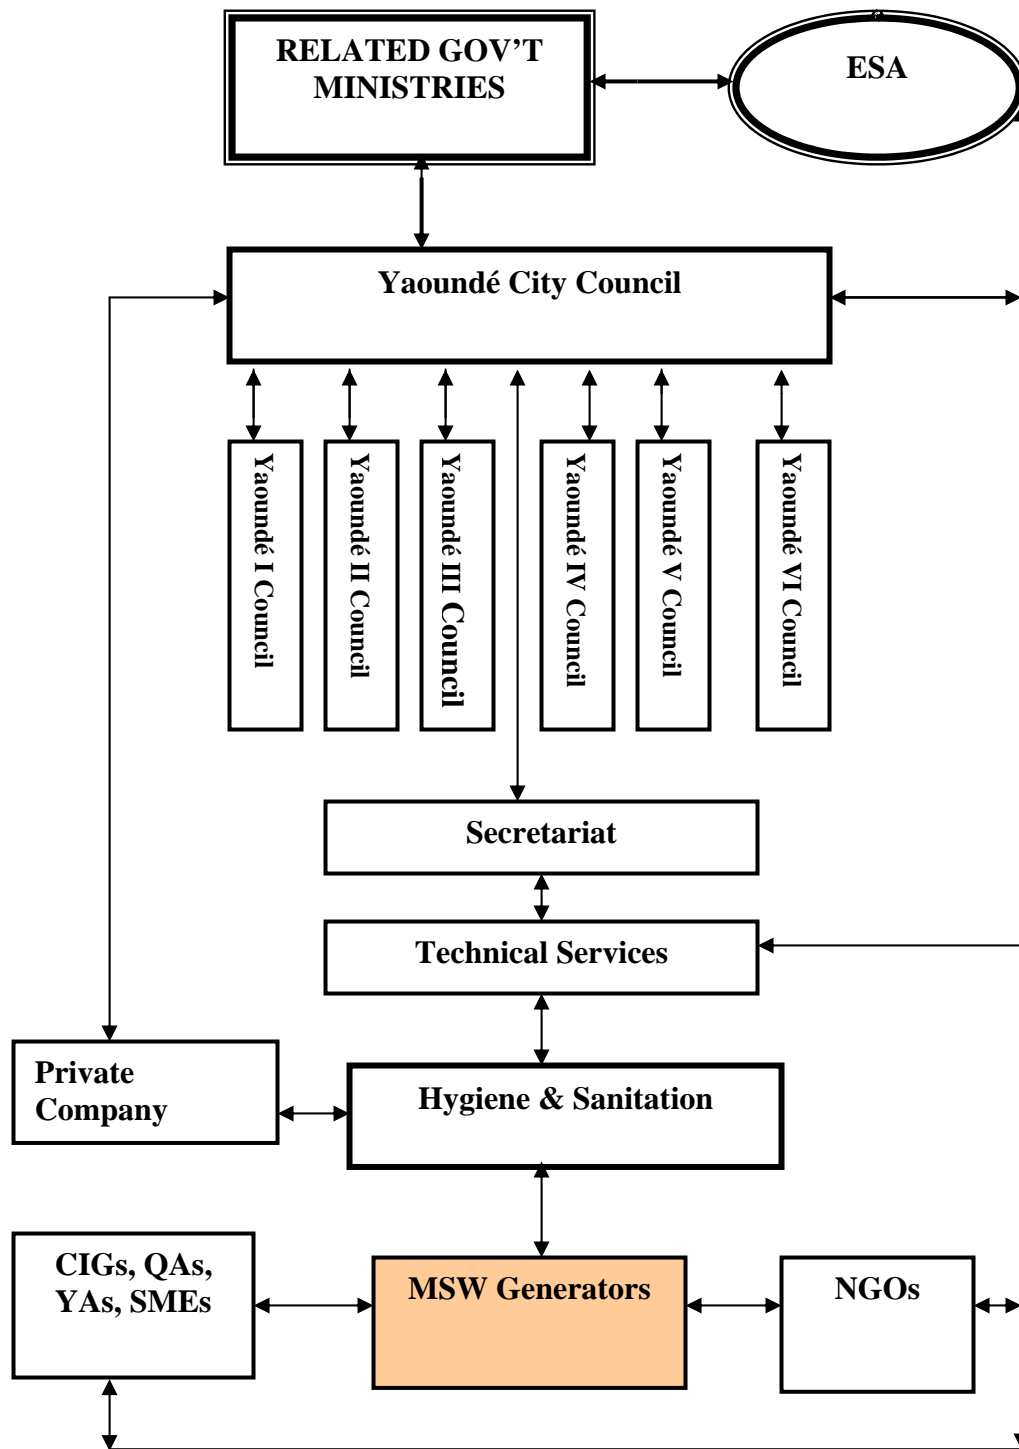 RELATED GOV’T
MINISTRIES
ESA
Yaoundé City Council
Yaoundé I Council
Yaoundé II Council
Yaoundé III Council
Yaoundé IV Council
Yaoundé V Council
Yaoundé VI Council
Secretariat
Technical Services
Private
Company
Hygiene & Sanitation
CIGs, QAs,
YAs, SMEs
MSW Generators
NGOs